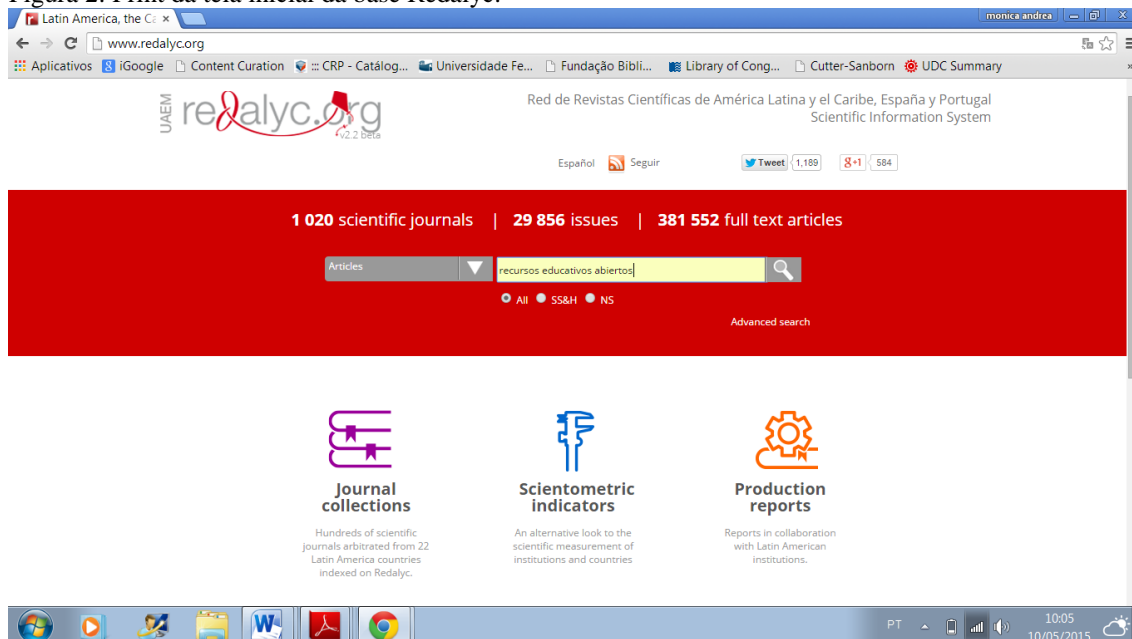 Figura 2: Print da tela inicial da base Redalyc.
Latin America, the Ca
monica andrea
www.redalyc.org
Aplicativos iGoogle Content Curation ::: CRP - Catálog... Universidade Fe... Fundação Bibli... Library of Cong... Cutter-Sanborn UDC Summary
UAEM redalyc.org
v2.2 beta
Red de Revistas Científicas de América Latina y el Caribe, España y Portugal
Scientific Information System
Español Seguir Tweet 1,189 g+1 584
1 020 scientific journals | 29 856 issues | 381 552 full text articles
Articles recursos educativos abiertos
All SS&H NS
Advanced search
Journal collections
Hundreds of scientific
journals arbitrated from 22
Latin America countries
indexed on Redalyc.
Scientometric indicators
An alternative look to the
scientific measurement of
institutions and countries
Production reports
Reports in collaboration
with Latin American
institutions.
PT 10:05
10/05/2015